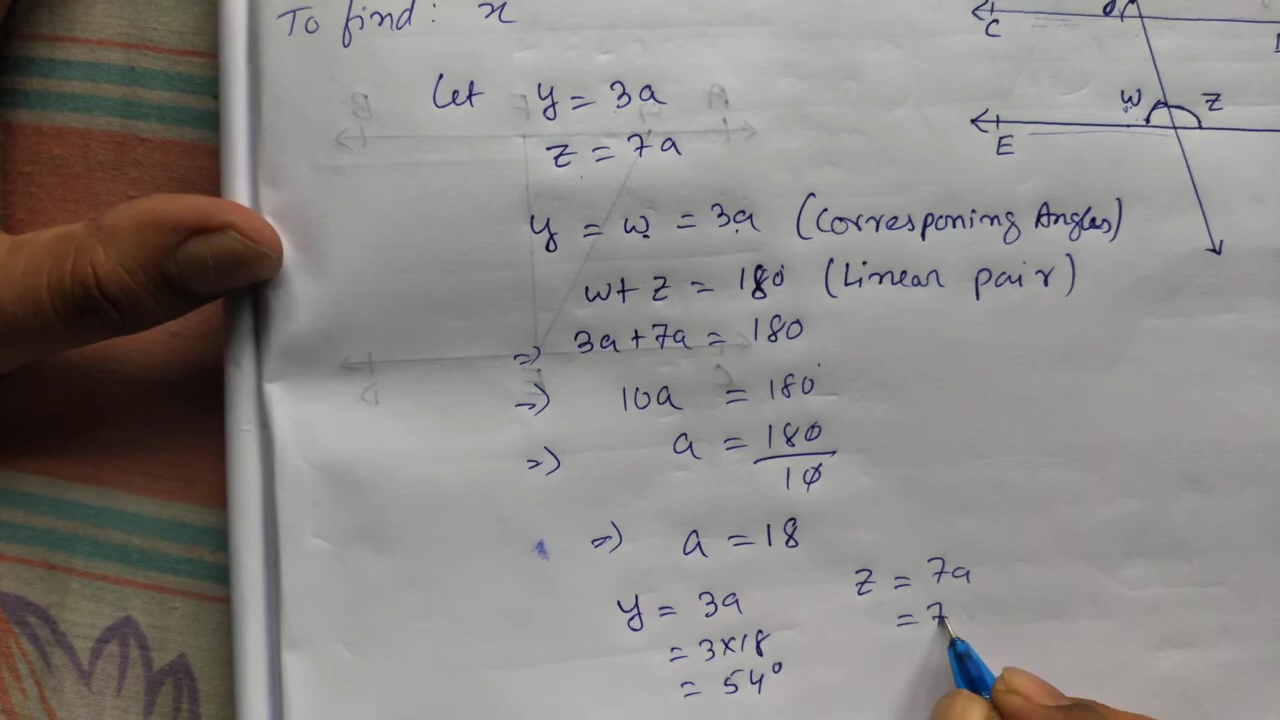 To find: x
C
W Z
E
Let y = 3a
z = 7a
y = w = 3a (Corresponing Angles)
w+ z = 180 (Linear pair)
=> 3a+7a = 180
=> 10a = 180
=> a = 180/10
=> a = 18
y = 3a
= 3×18
= 54°
z = 7a
= 7